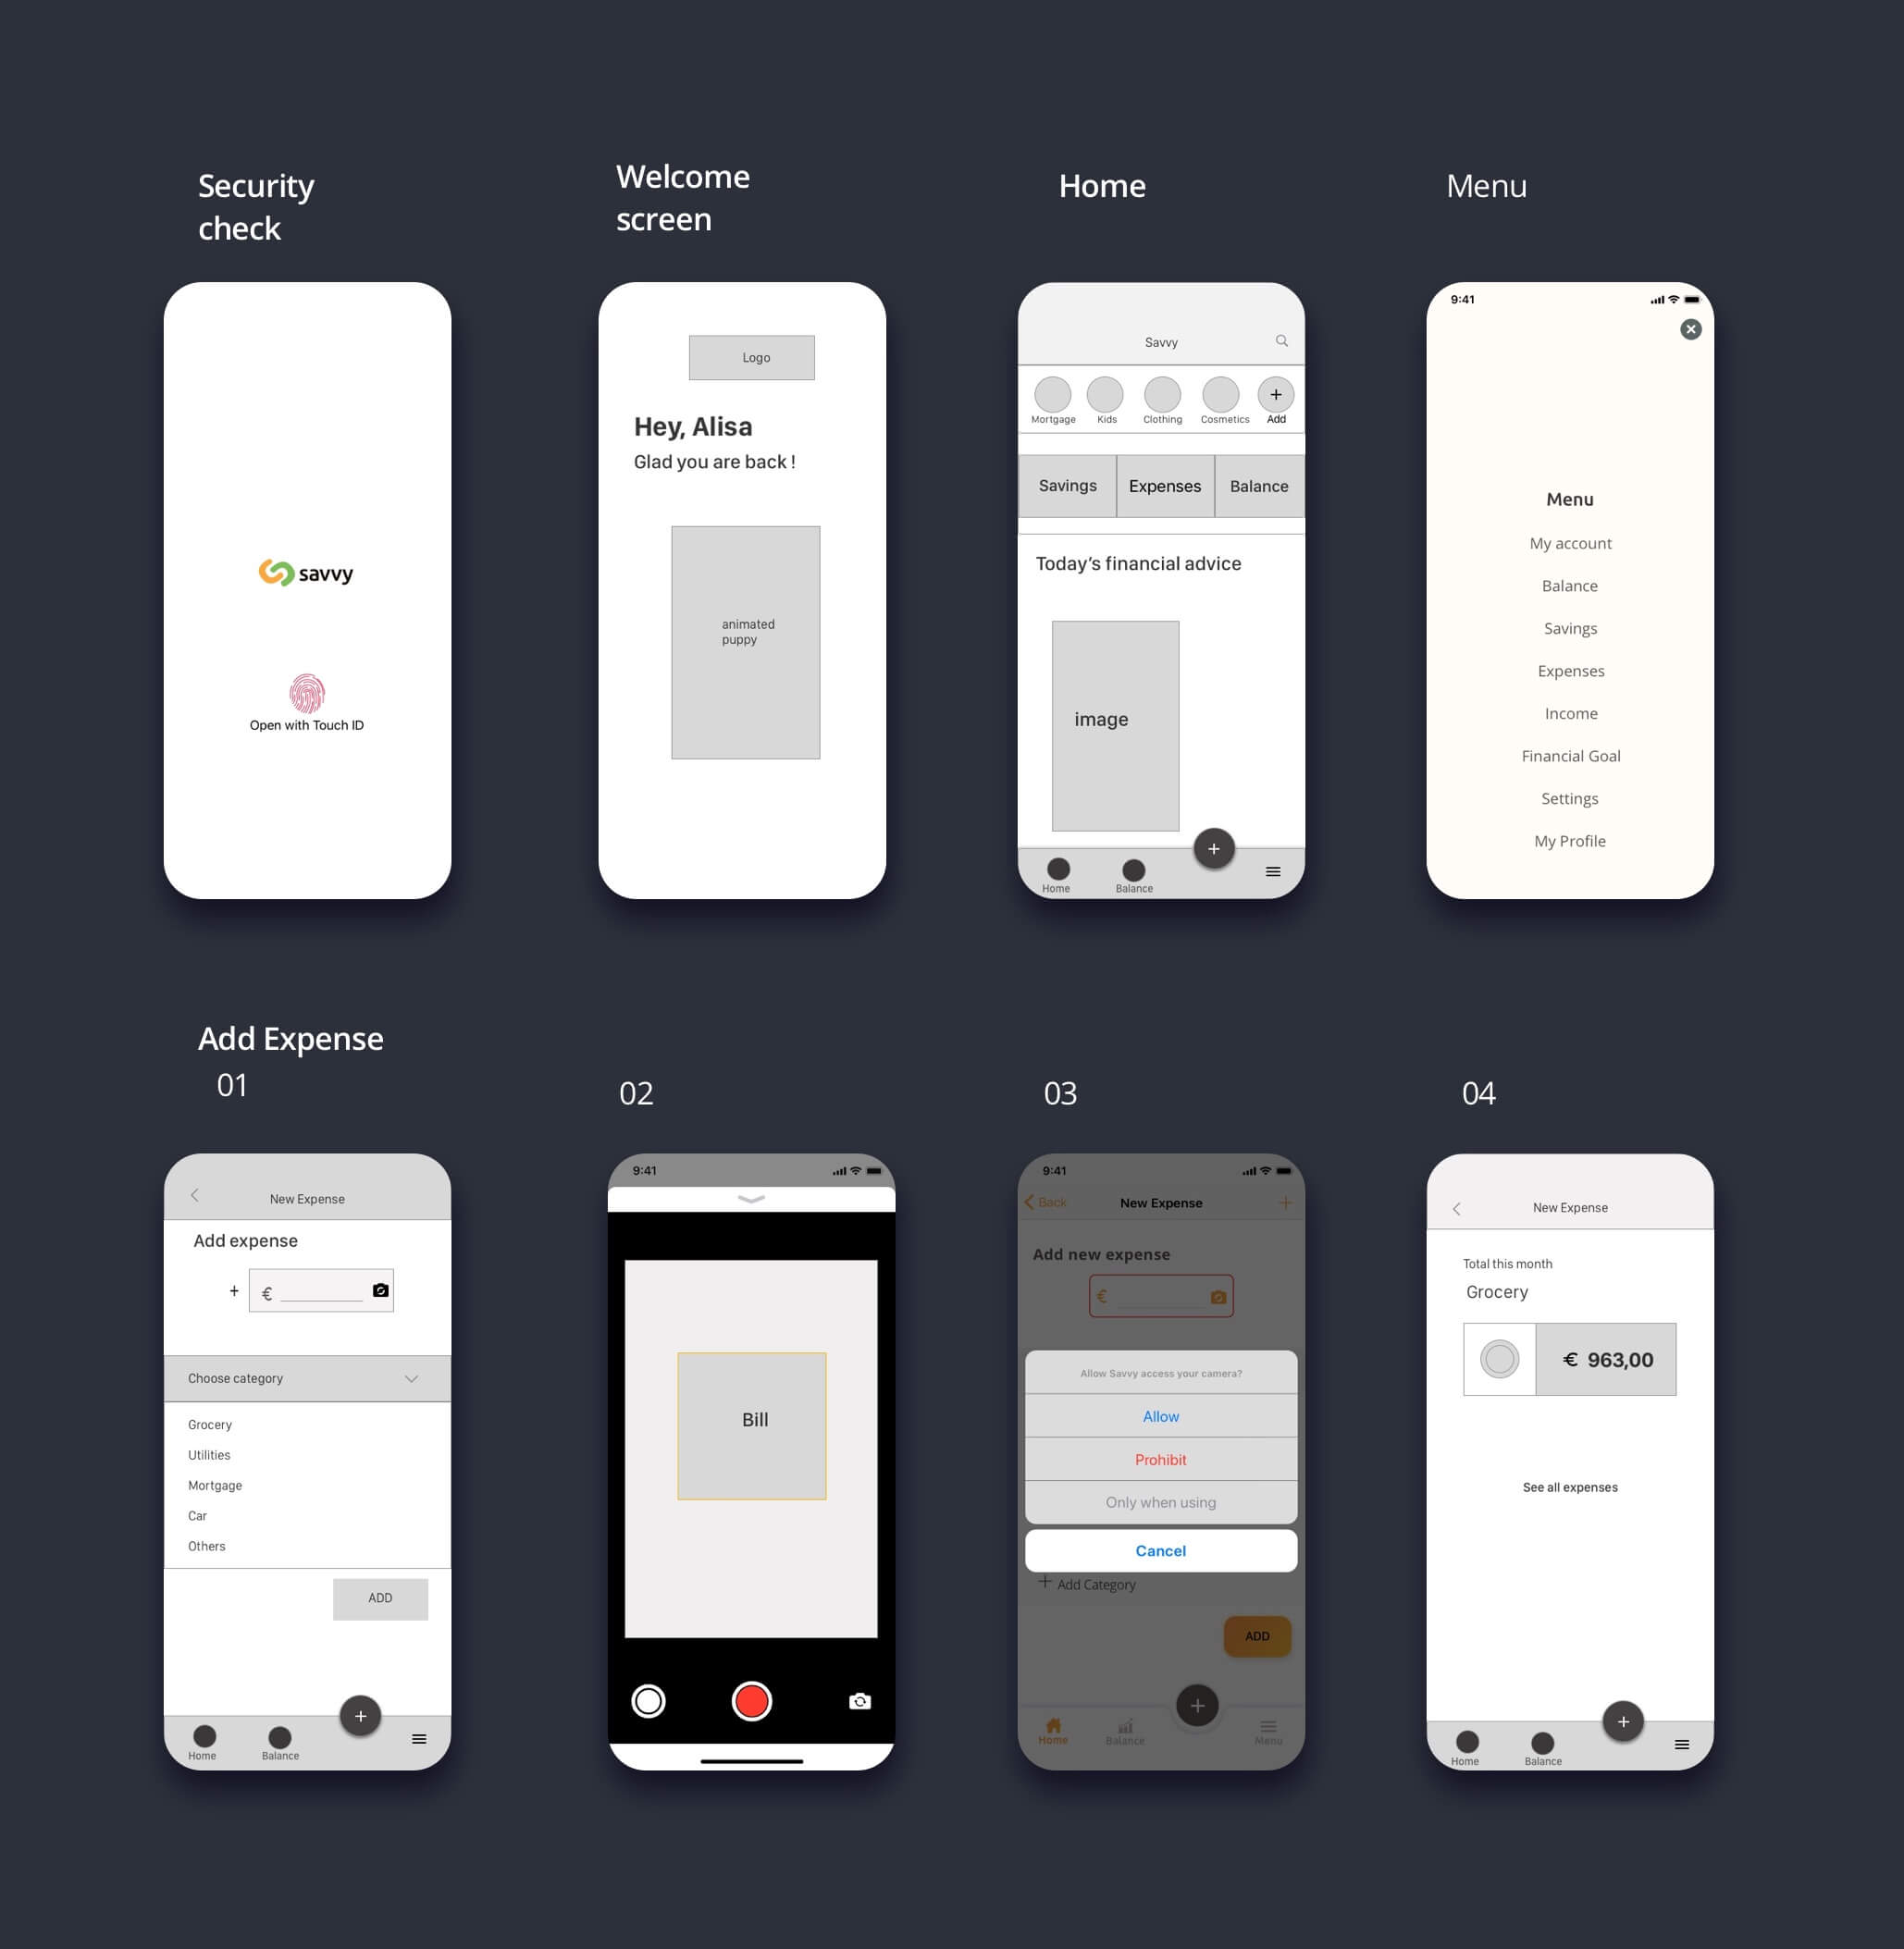 Security
check
Welcome
screen
Home
Menu
savvy
Open with Touch ID
Logo
Hey, Alisa
Glad you are back !
animated
puppy
Savvy
Mortgage Kids Clothing Cosmetics + Add
Savings Expenses Balance
Today's financial advice
image
+
Home Balance
9:41
Menu
My account
Balance
Savings
Expenses
Income
Financial Goal
Settings
My Profile
Add Expense
01
02
03
04
New Expense
Add expense
+ €
Choose category
Grocery
Utilities
Mortgage
Car
Others
ADD
+
Home Balance
9:41
Bill
9:41
Back New Expense +
Add new expense
€
Allow Savvy access your camera?
Allow
Prohibit
Only when using
Cancel
+ Add Category
ADD
+
Home Balance Menu
New Expense
Total this month
Grocery
€ 963,00
See all expenses
+
Home Balance